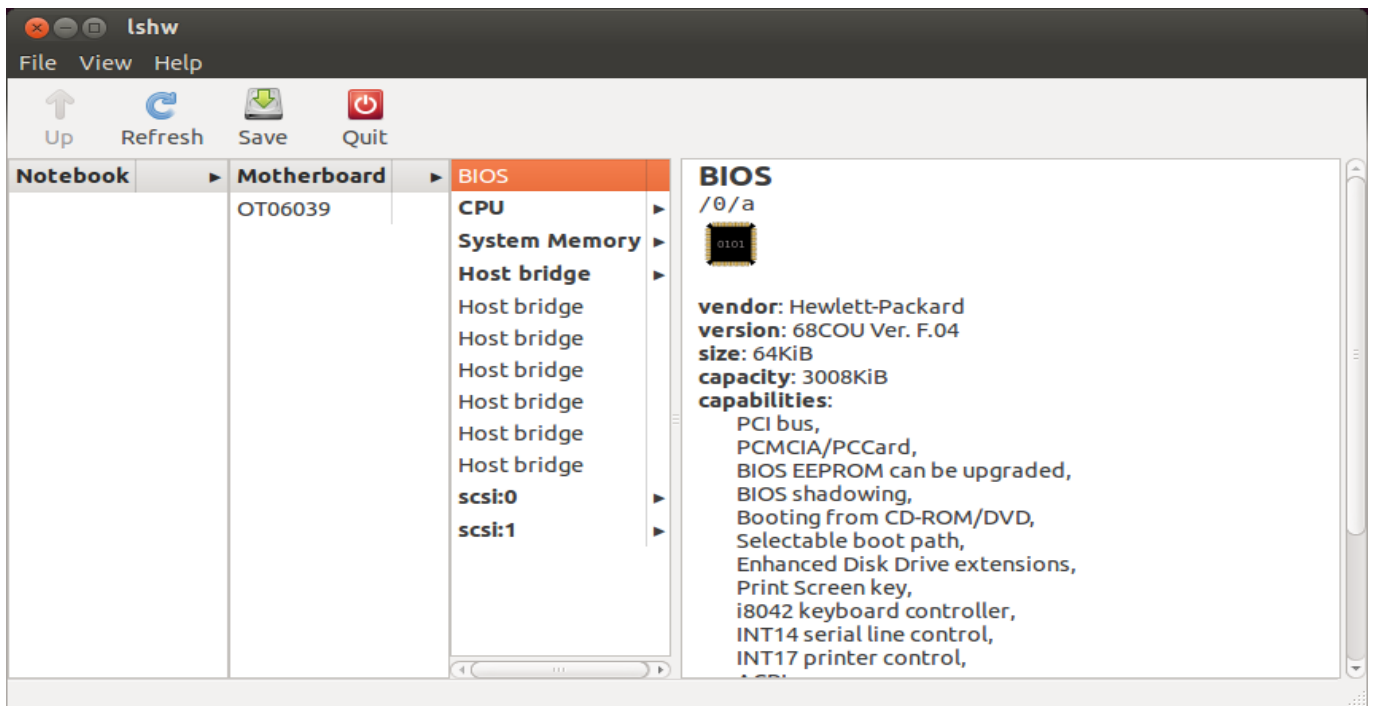 lshw
File View Help
Up Refresh Save Quit
Notebook
Motherboard
OT06039
BIOS
CPU
System Memory
Host bridge
Host bridge
Host bridge
Host bridge
Host bridge
Host bridge
Host bridge
scsi:0
scsi:1
BIOS
/0/a
0101
vendor: Hewlett-Packard
version: 68COU Ver. F.04
size: 64KiB
capacity: 3008KiB
capabilities:
PCI bus,
PCMCIA/PCCard,
BIOS EEPROM can be upgraded,
BIOS shadowing,
Booting from CD-ROM/DVD,
Selectable boot path,
Enhanced Disk Drive extensions,
Print Screen key,
i8042 keyboard controller,
INT14 serial line control,
INT17 printer control,